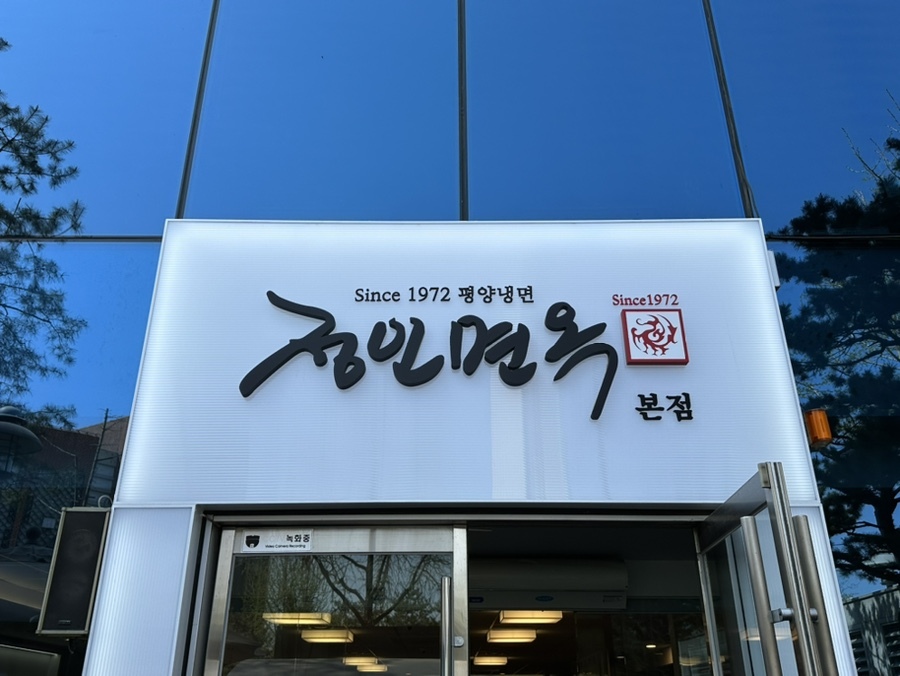 Since 1972 평양냉면
정인면옥
Since1972
본점
녹화중
Video Camera Recording